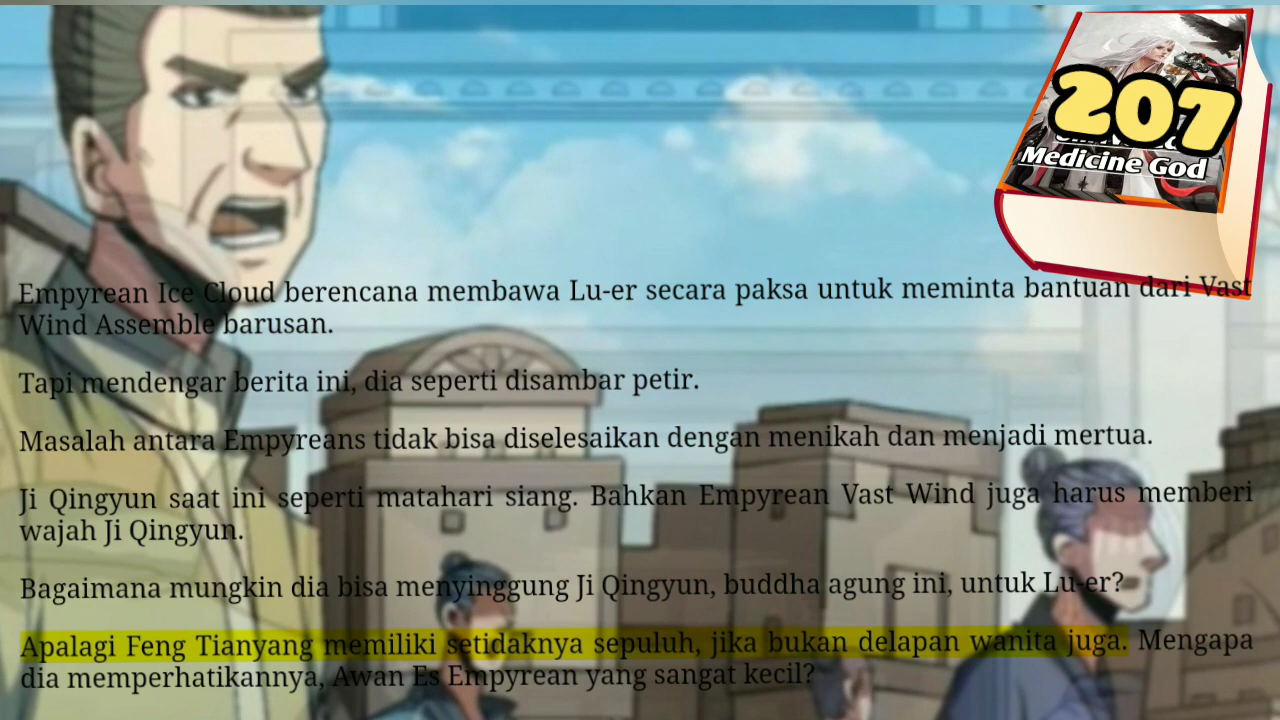 207
Medicine God
Empyrean Ice Cloud berencana membawa Lu-er secara paksa untuk meminta bantuan dari Vast
Wind Assemble barusan.
Tapi mendengar berita ini, dia seperti disambar petir.
Masalah antara Empyreans tidak bisa diselesaikan dengan menikah dan menjadi mertua.
Ji Qingyun saat ini seperti matahari siang. Bahkan Empyrean Vast Wind juga harus memberi
wajah Ji Qingyun.
Bagaimana mungkin dia bisa menyinggung Ji Qingyun, buddha agung ini, untuk Lu-er?
Apalagi Feng Tianyang memiliki setidaknya sepuluh, jika bukan delapan wanita juga. Mengapa
dia memperhatikannya, Awan Es Empyrean yang sangat kecil?